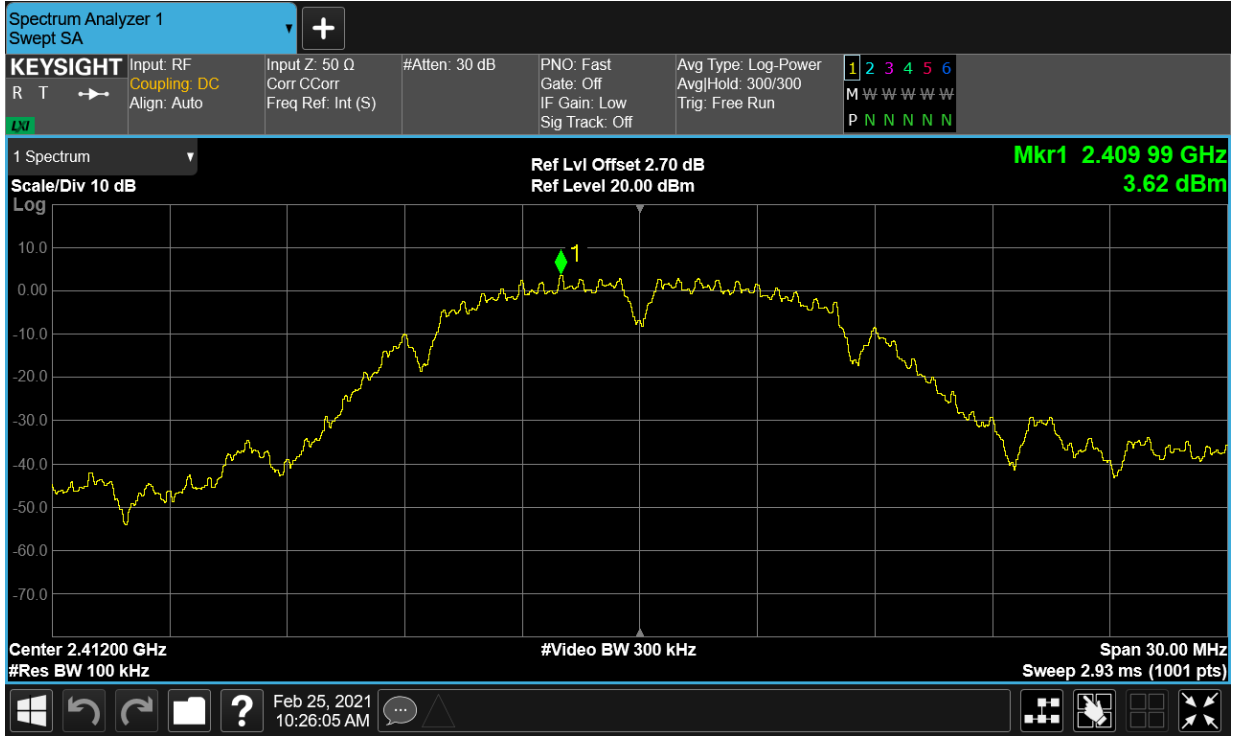 Spectrum Analyzer 1
Swept SA
KEYSIGHT
R T
LXI
Input: RF
Coupling: DC
Align: Auto
Input Z: 50 Ω
Corr CCorr
Freq Ref: Int (S)
#Atten: 30 dB
PNO: Fast
Gate: Off
IF Gain: Low
Sig Track: Off
Avg Type: Log-Power
Avg|Hold: 300/300
Trig: Free Run
1 2 3 4 5 6
M W W W W W
P N N N N N N
1 Spectrum
Scale/Div 10 dB
Ref Lvl Offset 2.70 dB
Ref Level 20.00 dBm
Mkr1 2.409 99 GHz
3.62 dBm
Log
10.0
0.00
-10.0
-20.0
-30.0
-40.0
-50.0
-60.0
-70.0
1
Center 2.41200 GHz
#Res BW 100 kHz
#Video BW 300 kHz
Span 30.00 MHz
Sweep 2.93 ms (1001 pts)
?
Feb 25, 2021
10:26:05 AM